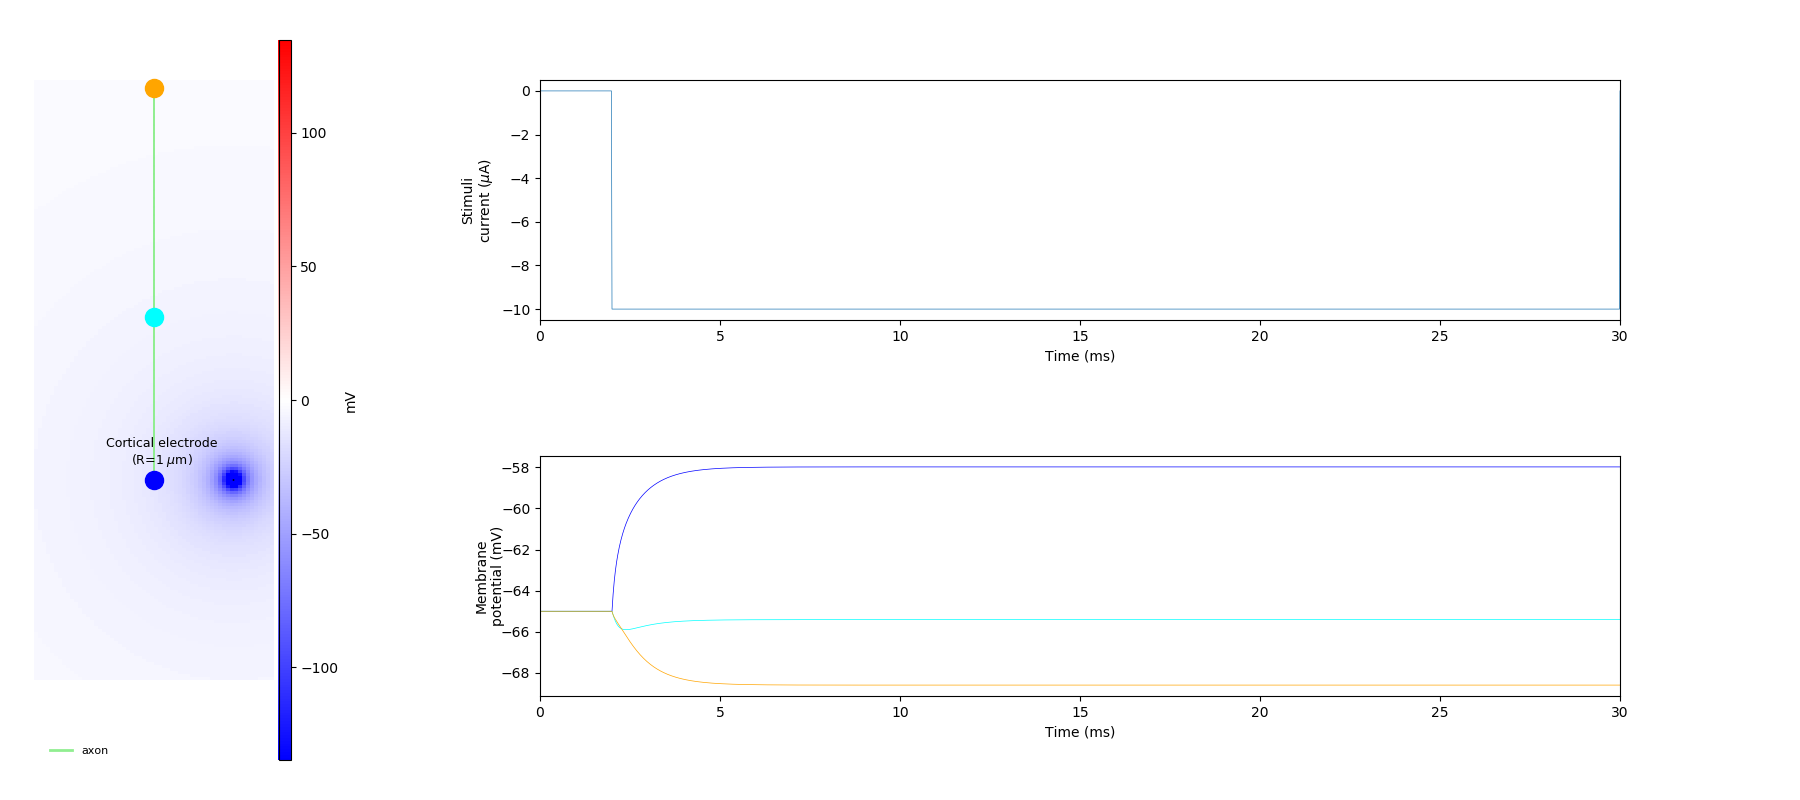 Cortical electrode
(R=1 μm)
axon
100
50
0
−50
−100
mV
0
−2
−4
−6
−8
−10
Stimuli
current (μA)
0 5 10 15 20 25 30
Time (ms)
−58
−60
−62
−64
−66
−68
Membrane
potential (mV)
0 5 10 15 20 25 30
Time (ms)